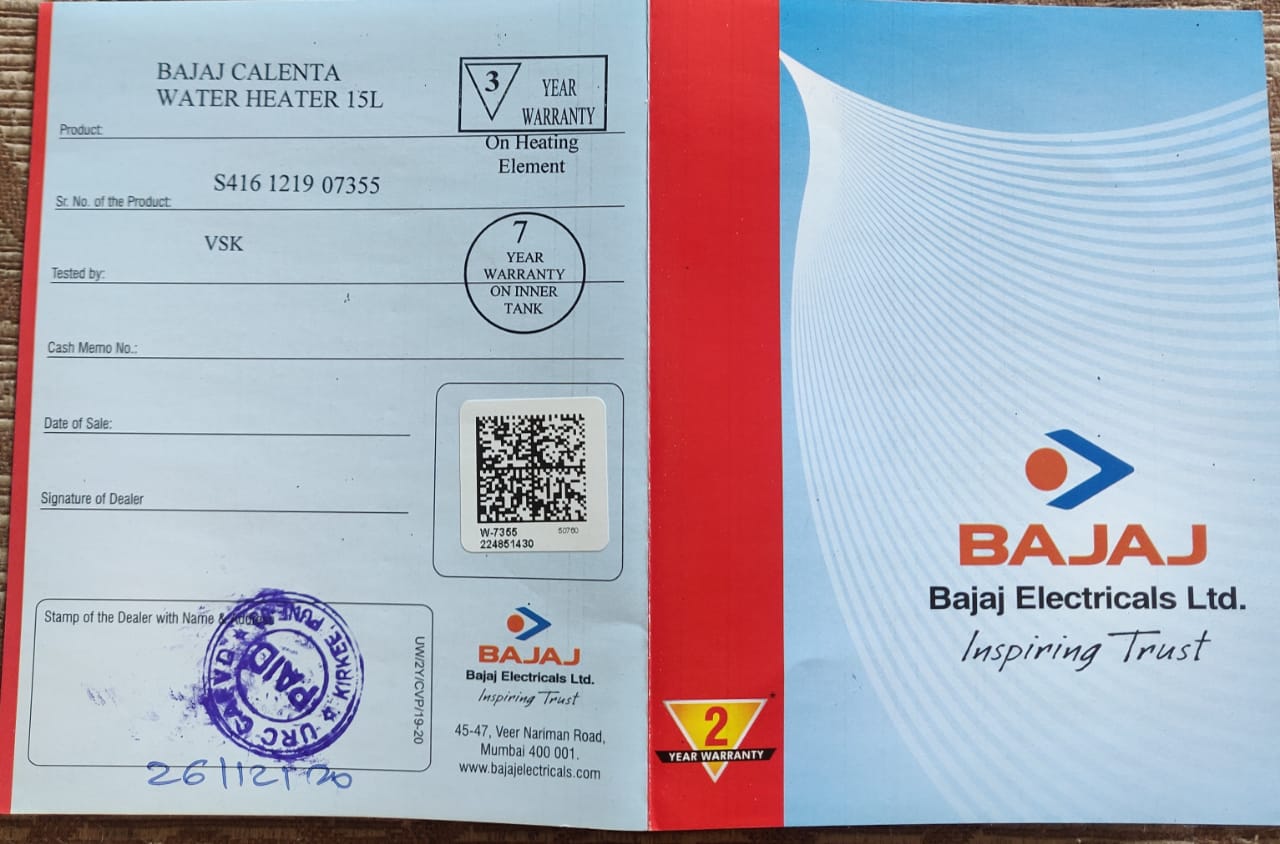 BAJAJ CALENTA
WATER HEATER 15L
Product:
3 YEAR
WARRANTY
On Heating
Element
S416 1219 07355
Sr. No. of the Product:
VSK
Tested by:
7
YEAR
WARRANTY
ON INNER
TANK
Cash Memo No.:
Date of Sale:
Signature of Dealer
W-7355 50760
224851430
Stamp of the Dealer with Name &
PAID
URC
KIRKEE, PUNE
26/12/20
UW/2Y/CVP/19-20
BAJAJ
Bajaj Electricals Ltd.
Inspiring Trust
45-47, Veer Nariman Road,
Mumbai 400 001.
www.bajajelectricals.com
BAJAJ
Bajaj Electricals Ltd.
Inspiring Trust
2*
YEAR WARRANTY